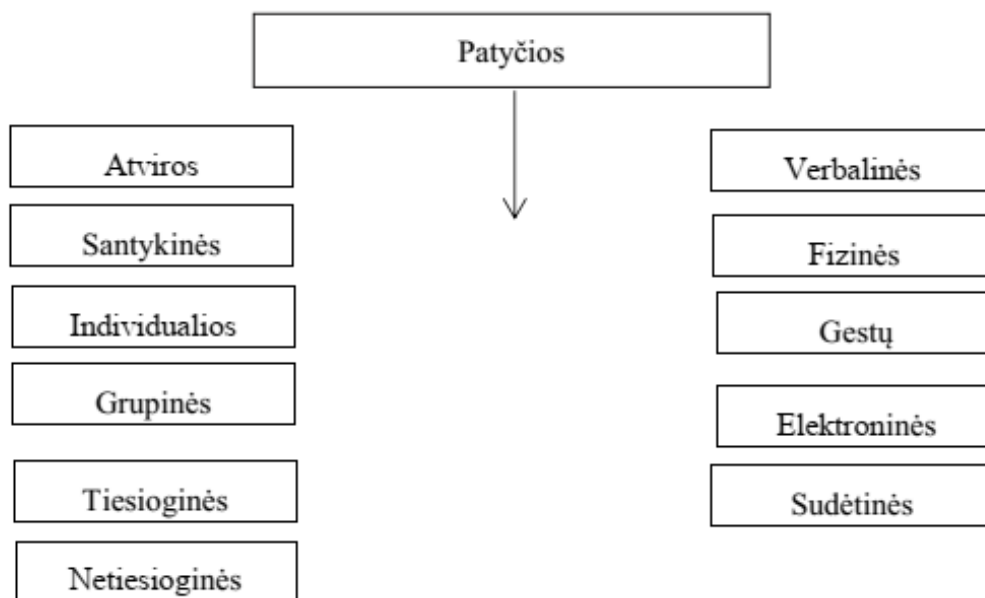 Patyčios
Atviros
Santykinės
Individualios
Grupinės
Tiesioginės
Netiesioginės
Verbalinės
Fizinės
Gestų
Elektroninės
Sudėtinės